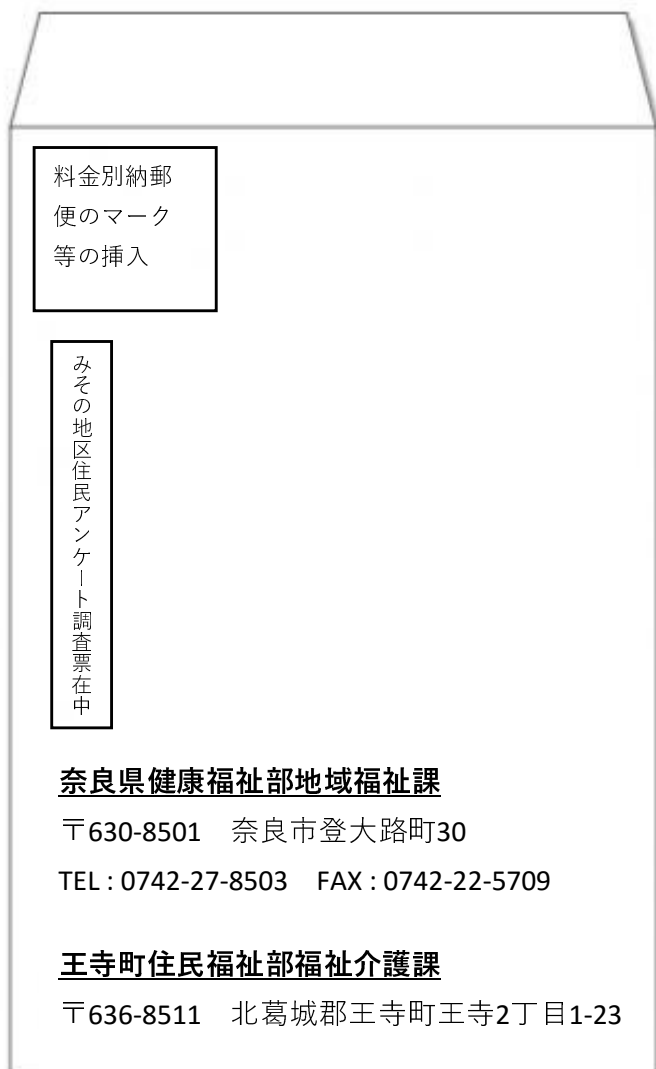 料金別納郵
便のマーク
等の挿入
みその地区住民アンケート調査票在中
奈良県健康福祉部地域福祉課
〒630-8501　奈良市登大路町30
TEL : 0742-27-8503　FAX : 0742-22-5709
王寺町住民福祉部福祉介護課
〒636-8511　北葛城郡王寺町王寺2丁目1-23